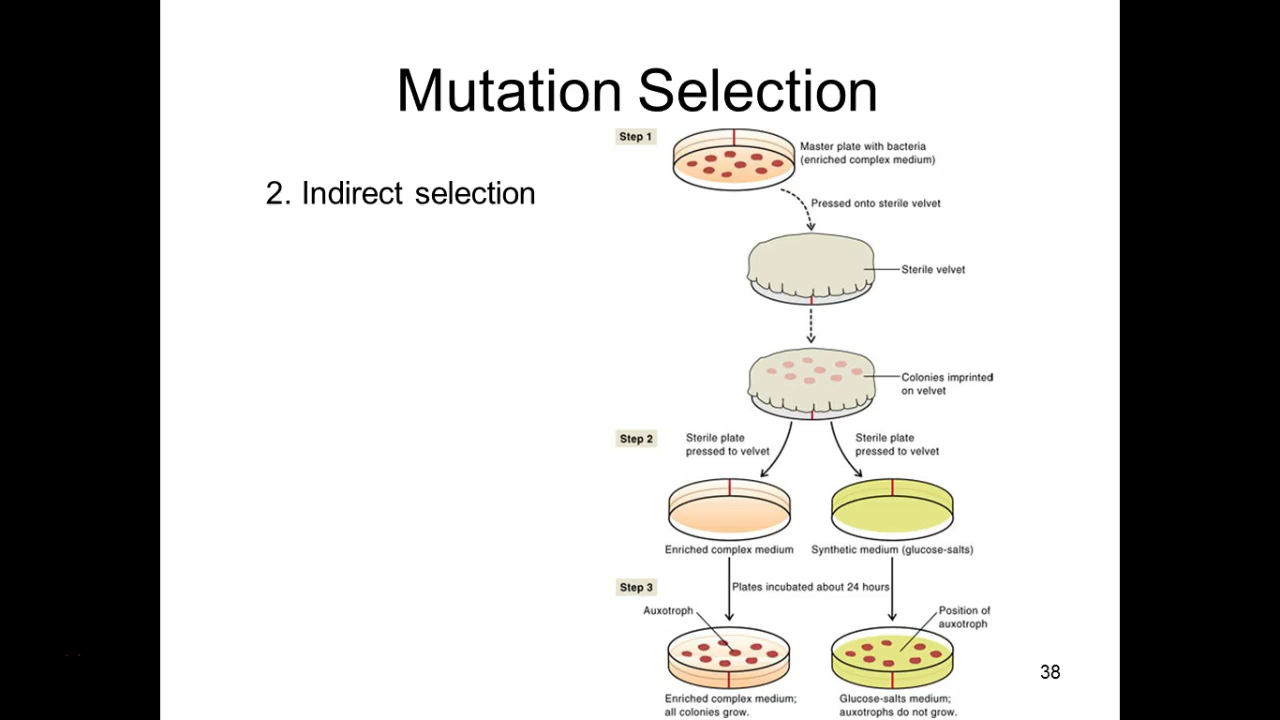 Mutation Selection
2. Indirect selection
Step 1
Master plate with bacteria
(enriched complex medium)
Pressed onto sterile velvet
Sterile velvet
Colonies imprinted
on velvet
Step 2
Sterile plate
pressed to velvet
Sterile plate
pressed to velvet
Enriched complex medium
Synthetic medium (glucose-salts)
Step 3
Plates incubated about 24 hours
Auxotroph
Position of
auxotroph
Enriched complex medium;
all colonies grow.
Glucose-salts medium;
auxotrophs do not grow.
38